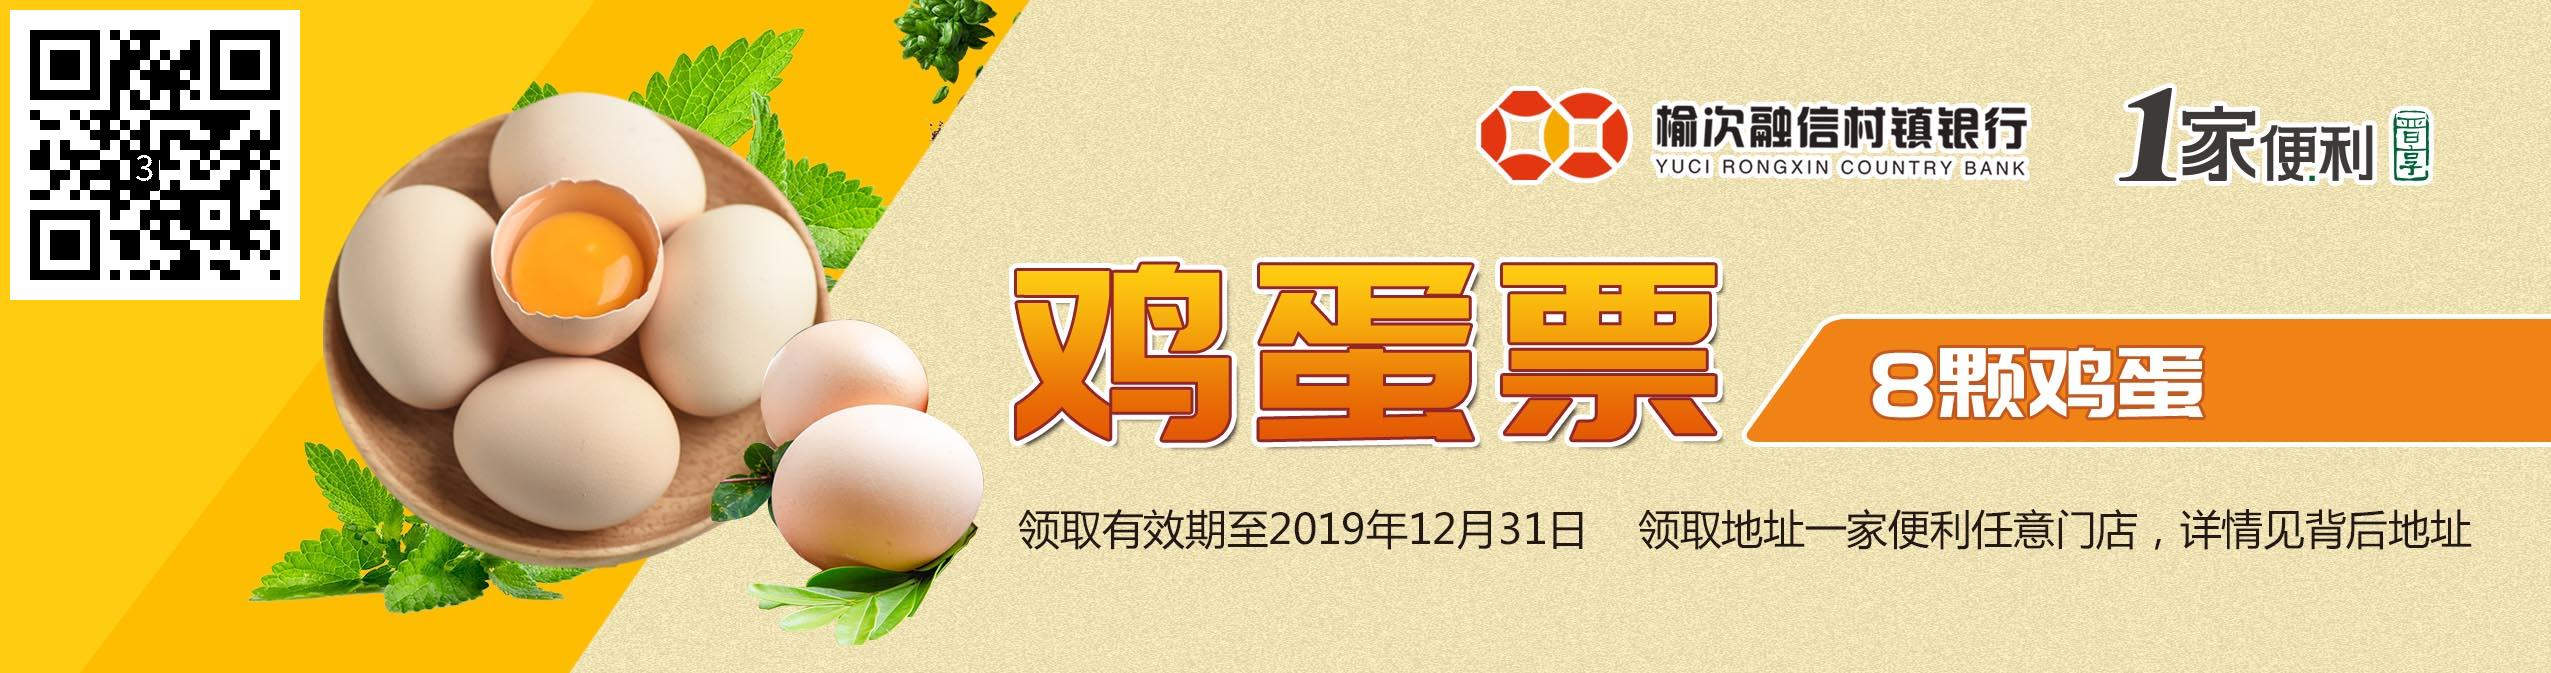 3
榆次融信村镇银行
YUCI RONGXIN COUNTRY BANK
1家便利 晋享
鸡蛋票
8颗鸡蛋
领取有效期至2019年12月31日 领取地址一家便利任意门店，详情见背后地址